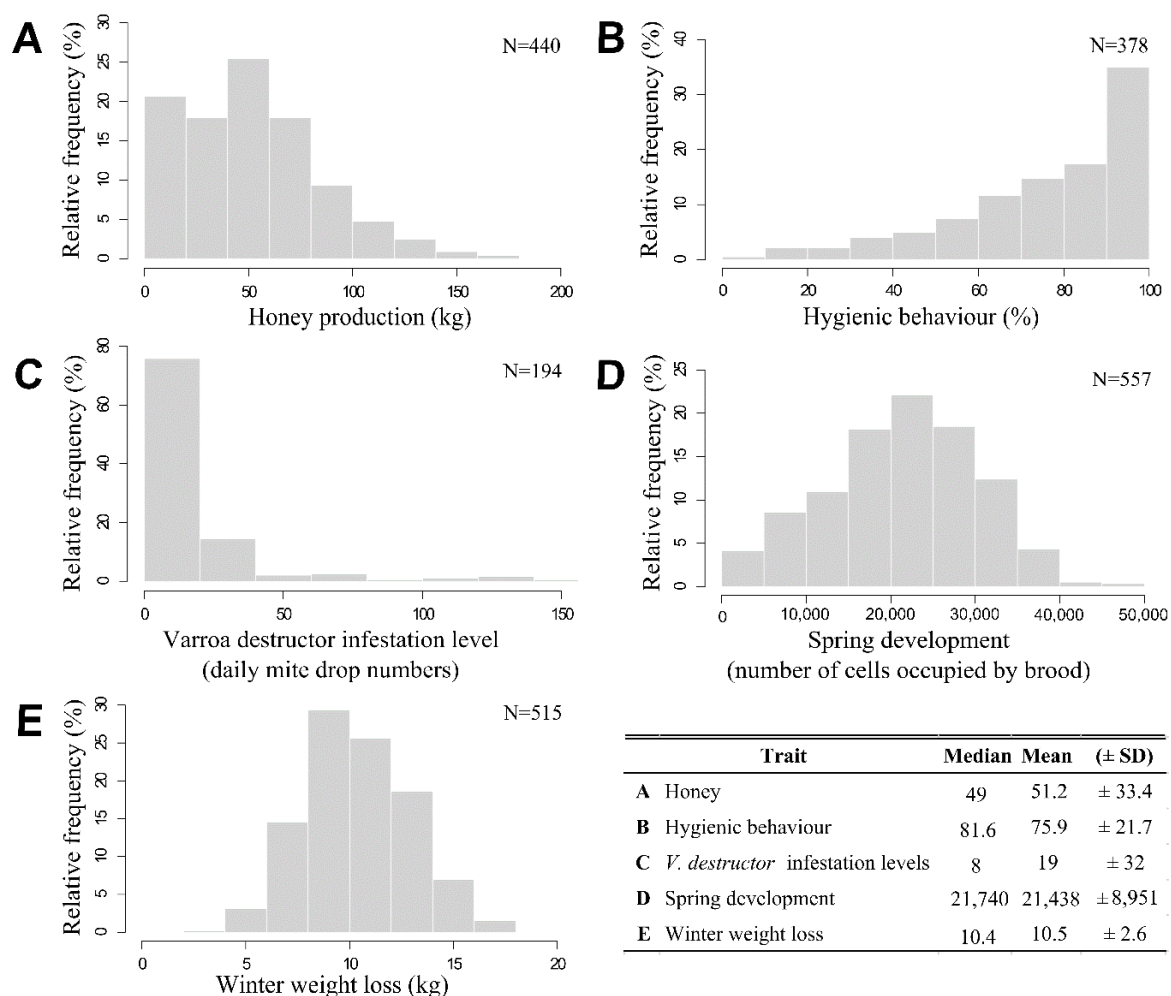 A
Relative frequency (%)
30
25
20
15
10
5
0
N=440
0 50 100 150 200
Honey production (kg)
B
Relative frequency (%)
40
30
20
10
0
N=378
0 20 40 60 80 100
Hygienic behaviour (%)
C
Relative frequency (%)
80
60
40
20
0
N=194
0 50 100 150
Varroa destructor infestation level
(daily mite drop numbers)
D
Relative frequency (%)
25
20
15
10
5
0
N=557
0 10,000 20,000 30,000 40,000 50,000
Spring development
(number of cells occupied by brood)
E
Relative frequency (%)
30
25
20
15
10
5
0
N=515
0 5 10 15 20
Winter weight loss (kg)
Trait Median Mean (± SD)
A Honey 49 51.2 ± 33.4
B Hygienic behaviour 81.6 75.9 ± 21.7
C V. destructor infestation levels 8 19 ± 32
D Spring development 21,740 21,438 ± 8,951
E Winter weight loss 10.4 10.5 ± 2.6